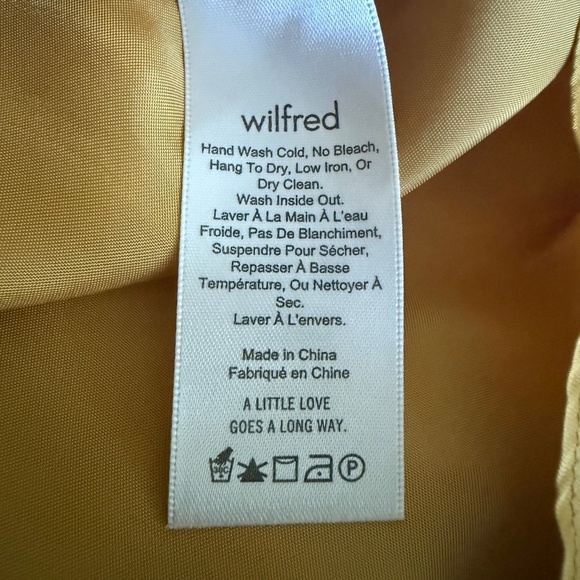 wilfred
Hand Wash Cold, No Bleach,
Hang To Dry, Low Iron, Or
Dry Clean.
Wash Inside Out.
Laver À La Main À L'eau
Froide, Pas De Blanchiment,
Suspendre Pour Sécher,
Repasser À Basse
Température, Ou Nettoyer À
Sec.
Laver À L'envers.
Made in China
Fabriqué en Chine
A LITTLE LOVE
GOES A LONG WAY.
30C P